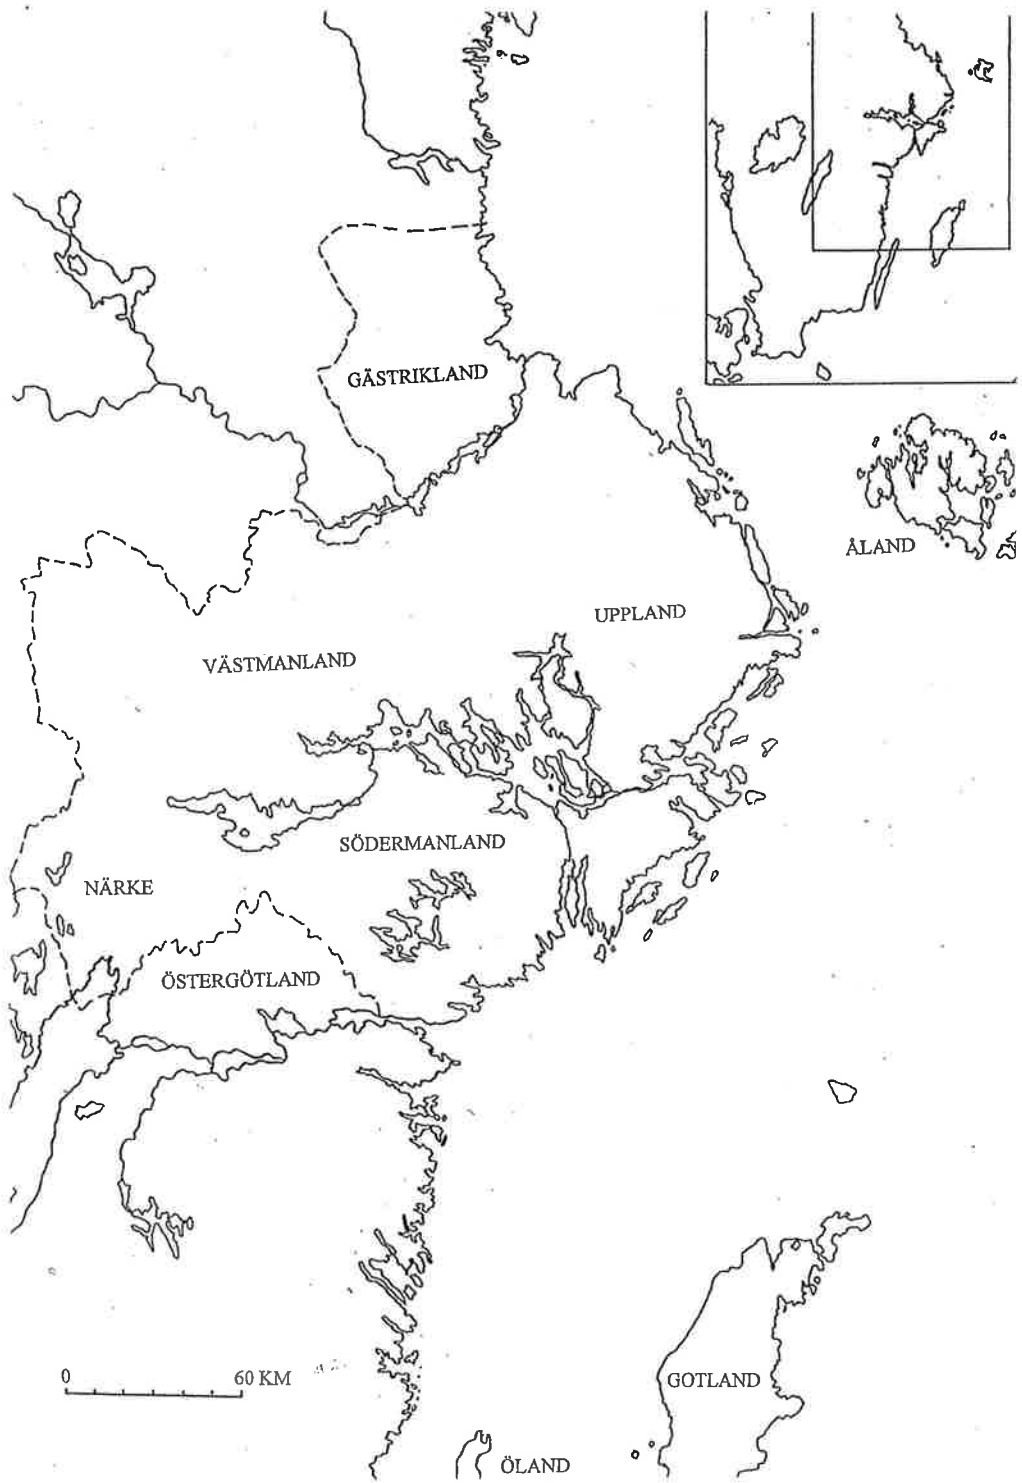 GÄSTRIKLAND
ÅLAND
UPPLAND
VÄSTMANLAND
SÖDERMANLAND
NÄRKE
ÖSTERGÖTLAND
0 60 KM
GOTLAND
ÖLAND